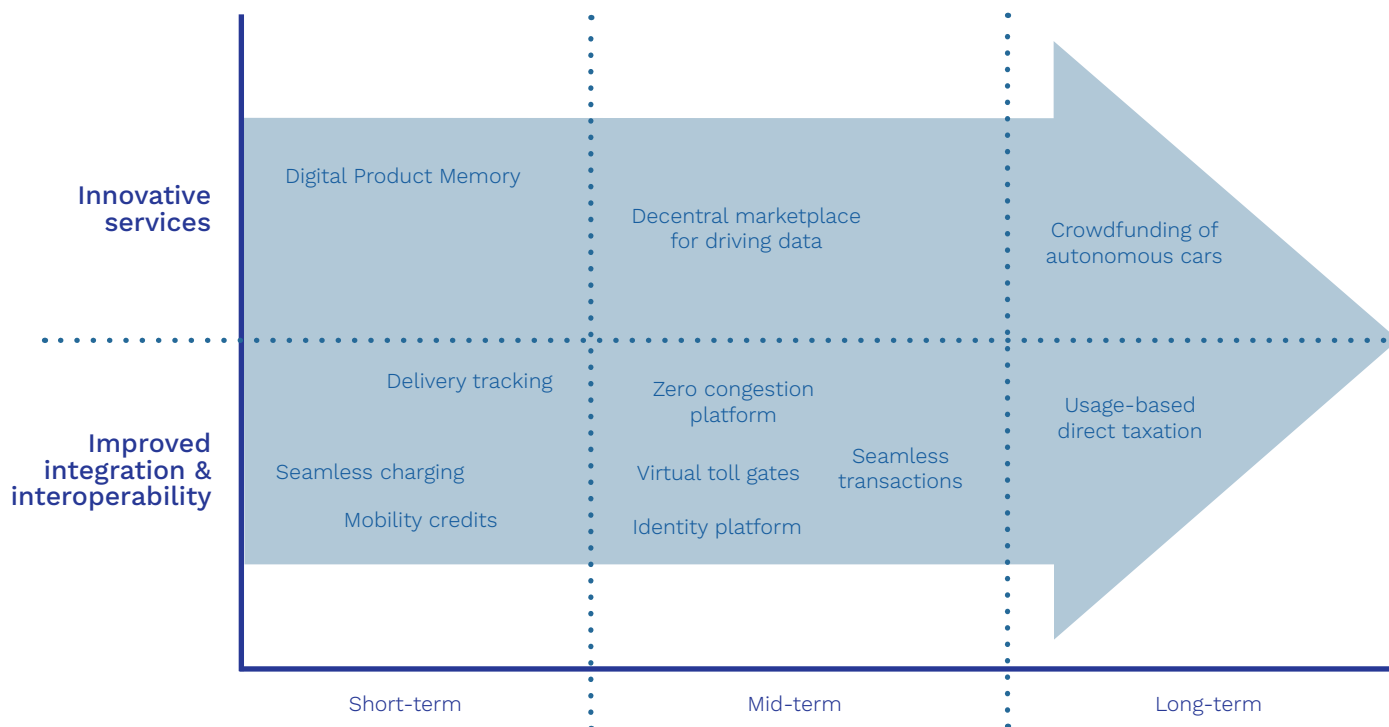 Innovative
services
Digital Product Memory
Decentral marketplace
for driving data
Crowdfunding of
autonomous cars
Improved
integration &
interoperability
Delivery tracking
Seamless charging
Mobility credits
Zero congestion
platform
Virtual toll gates
Seamless
transactions
Identity platform
Usage-based
direct taxation
Short-term
Mid-term
Long-term